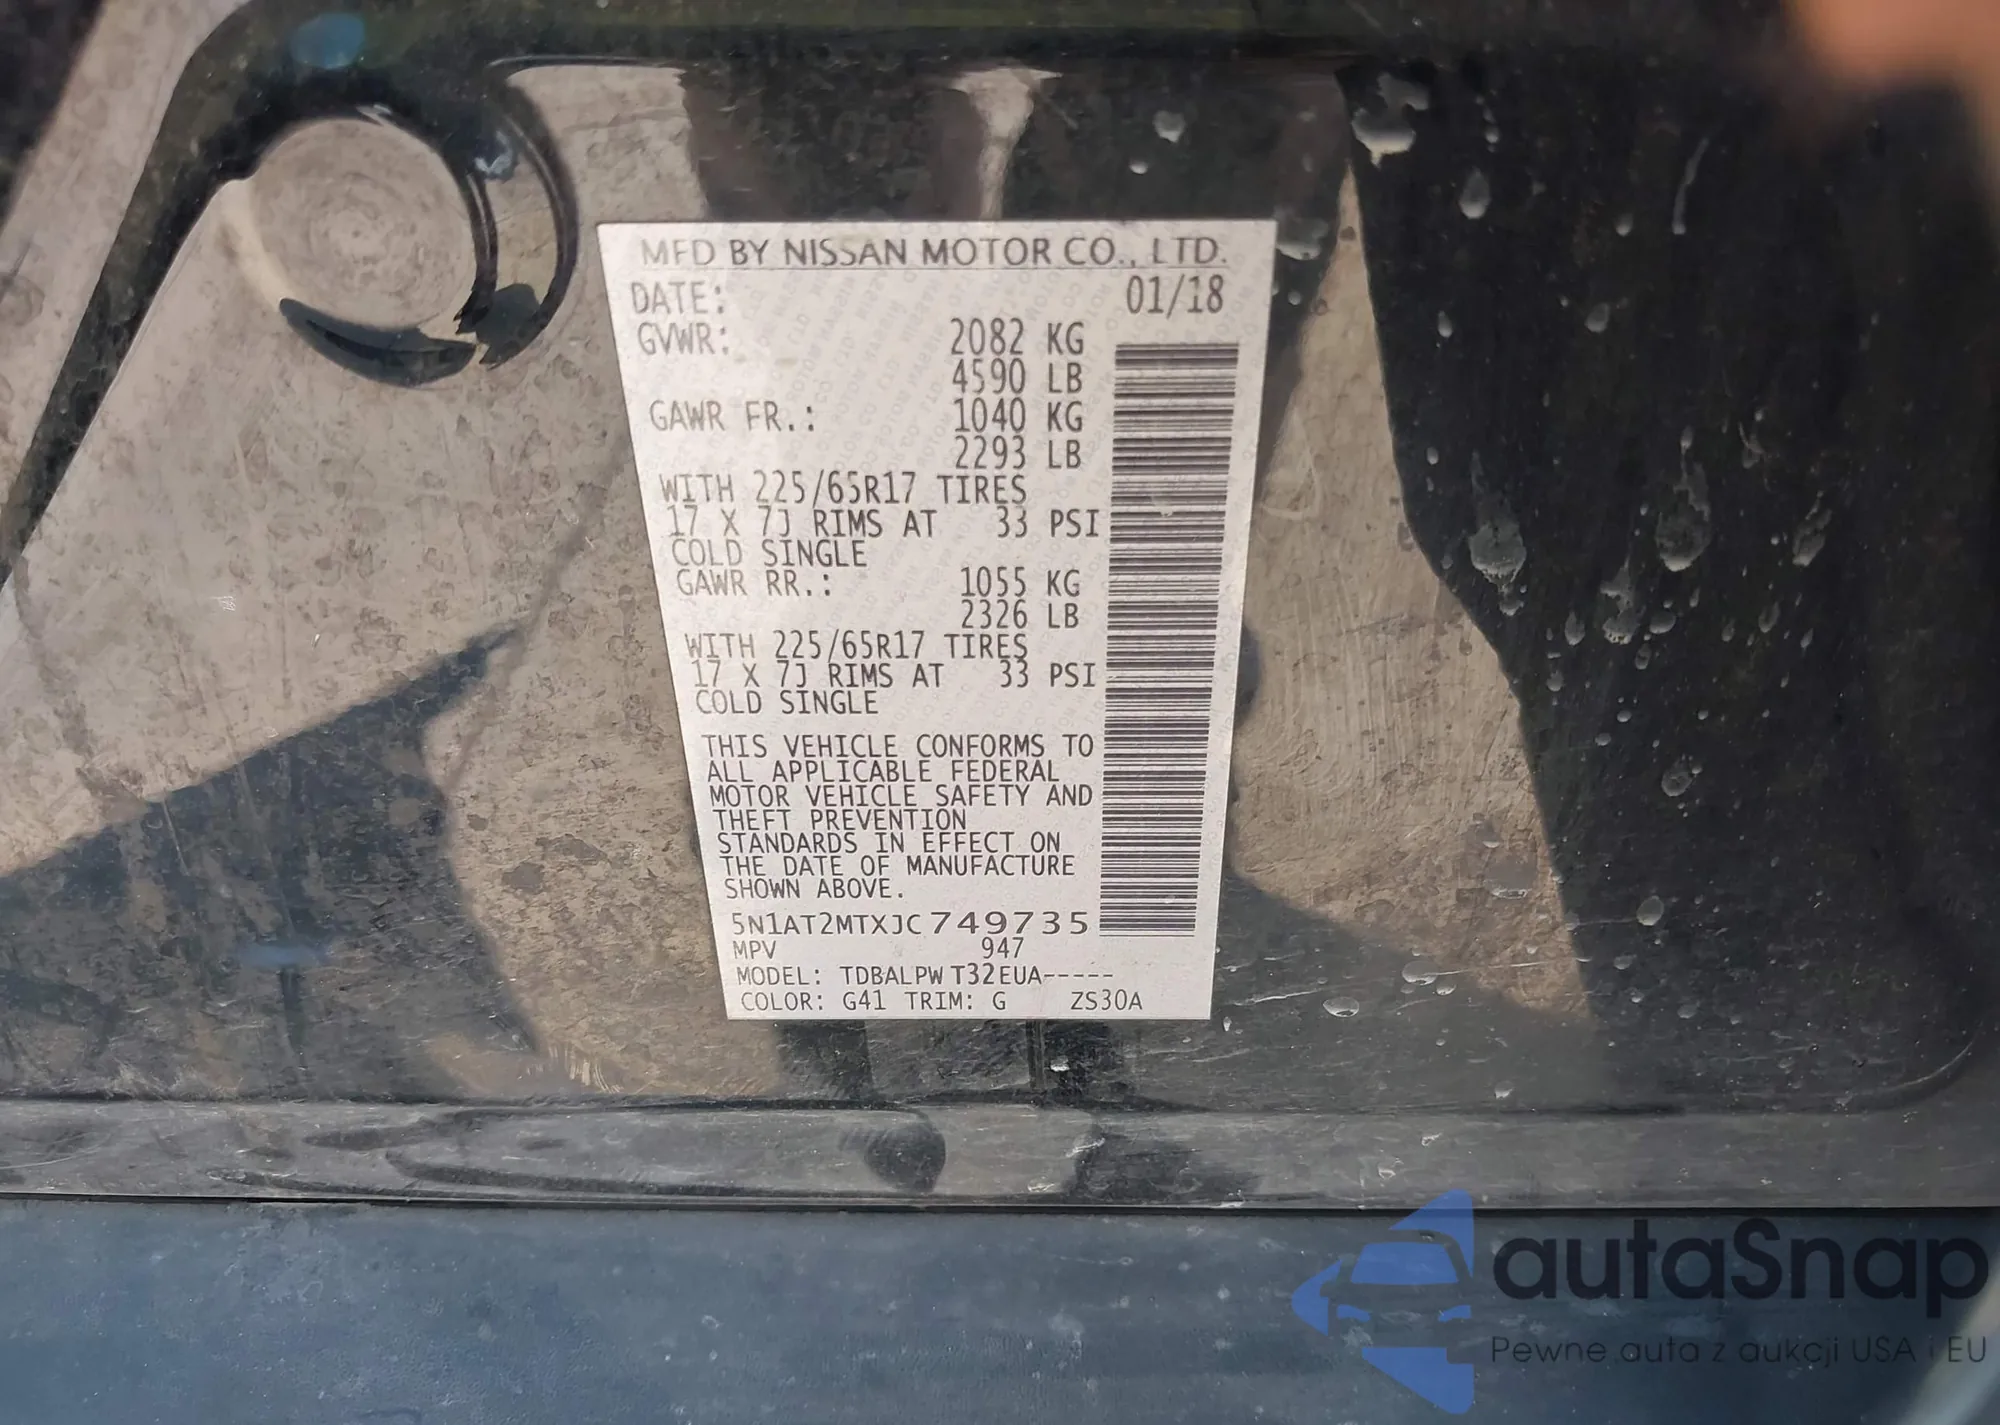 MFD BY NISSAN MOTOR CO., LTD.
DATE: 01/18
GVWR: 2082 KG
4590 LB
GAWR FR.: 1040 KG
2293 LB
WITH 225/65R17 TIRES
17 X 7J RIMS AT 33 PSI
COLD SINGLE
GAWR RR.: 1055 KG
2326 LB
WITH 225/65R17 TIRES
17 X 7J RIMS AT 33 PSI
COLD SINGLE
THIS VEHICLE CONFORMS TO
ALL APPLICABLE FEDERAL
MOTOR VEHICLE SAFETY AND
THEFT PREVENTION
STANDARDS IN EFFECT ON
THE DATE OF MANUFACTURE
SHOWN ABOVE.
5N1AT2MTXJC749735
MPV 947
MODEL: TDBALPWT32EUA-----
COLOR: G41 TRIM: G ZS30A
autaSnap
Pewne auta z aukcji USA i EU